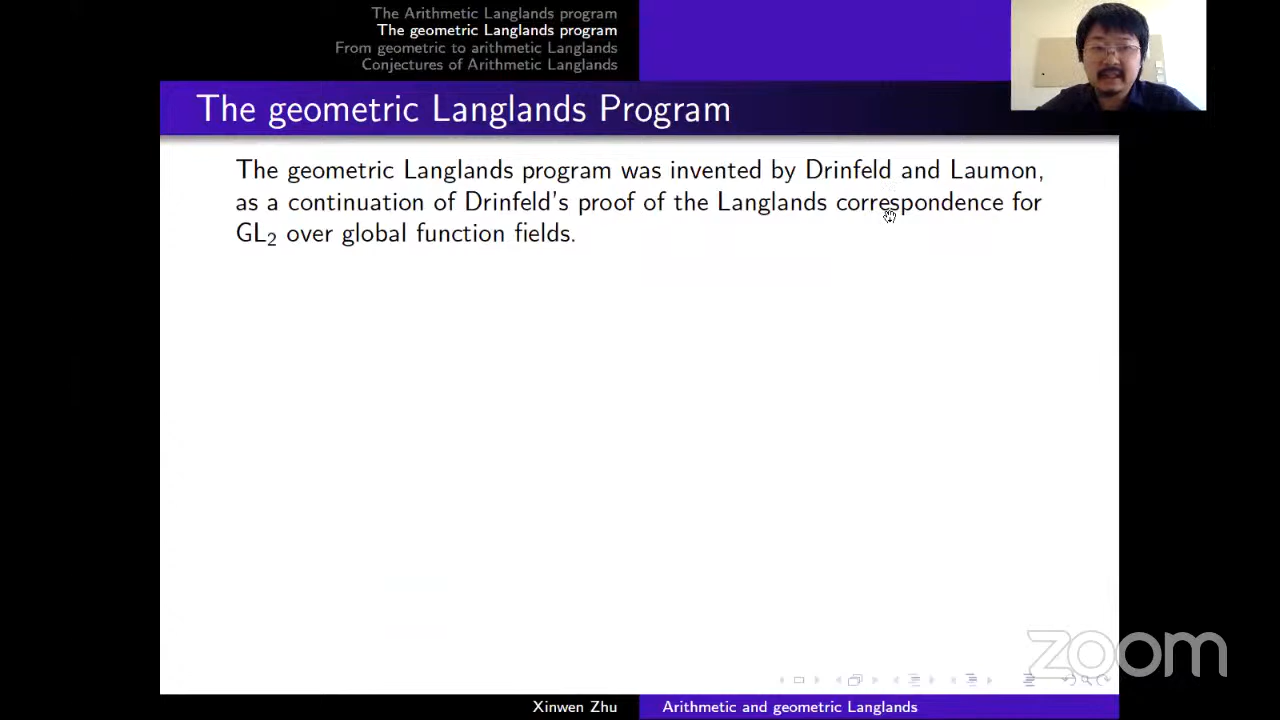 The Arithmetic Langlands program
The geometric Langlands program
From geometric to arithmetic Langlands
Conjectures of Arithmetic Langlands
The geometric Langlands Program
The geometric Langlands program was invented by Drinfeld and Laumon,
as a continuation of Drinfeld's proof of the Langlands correspondence for
GL₂ over global function fields.
zoom
Xinwen Zhu
Arithmetic and geometric Langlands